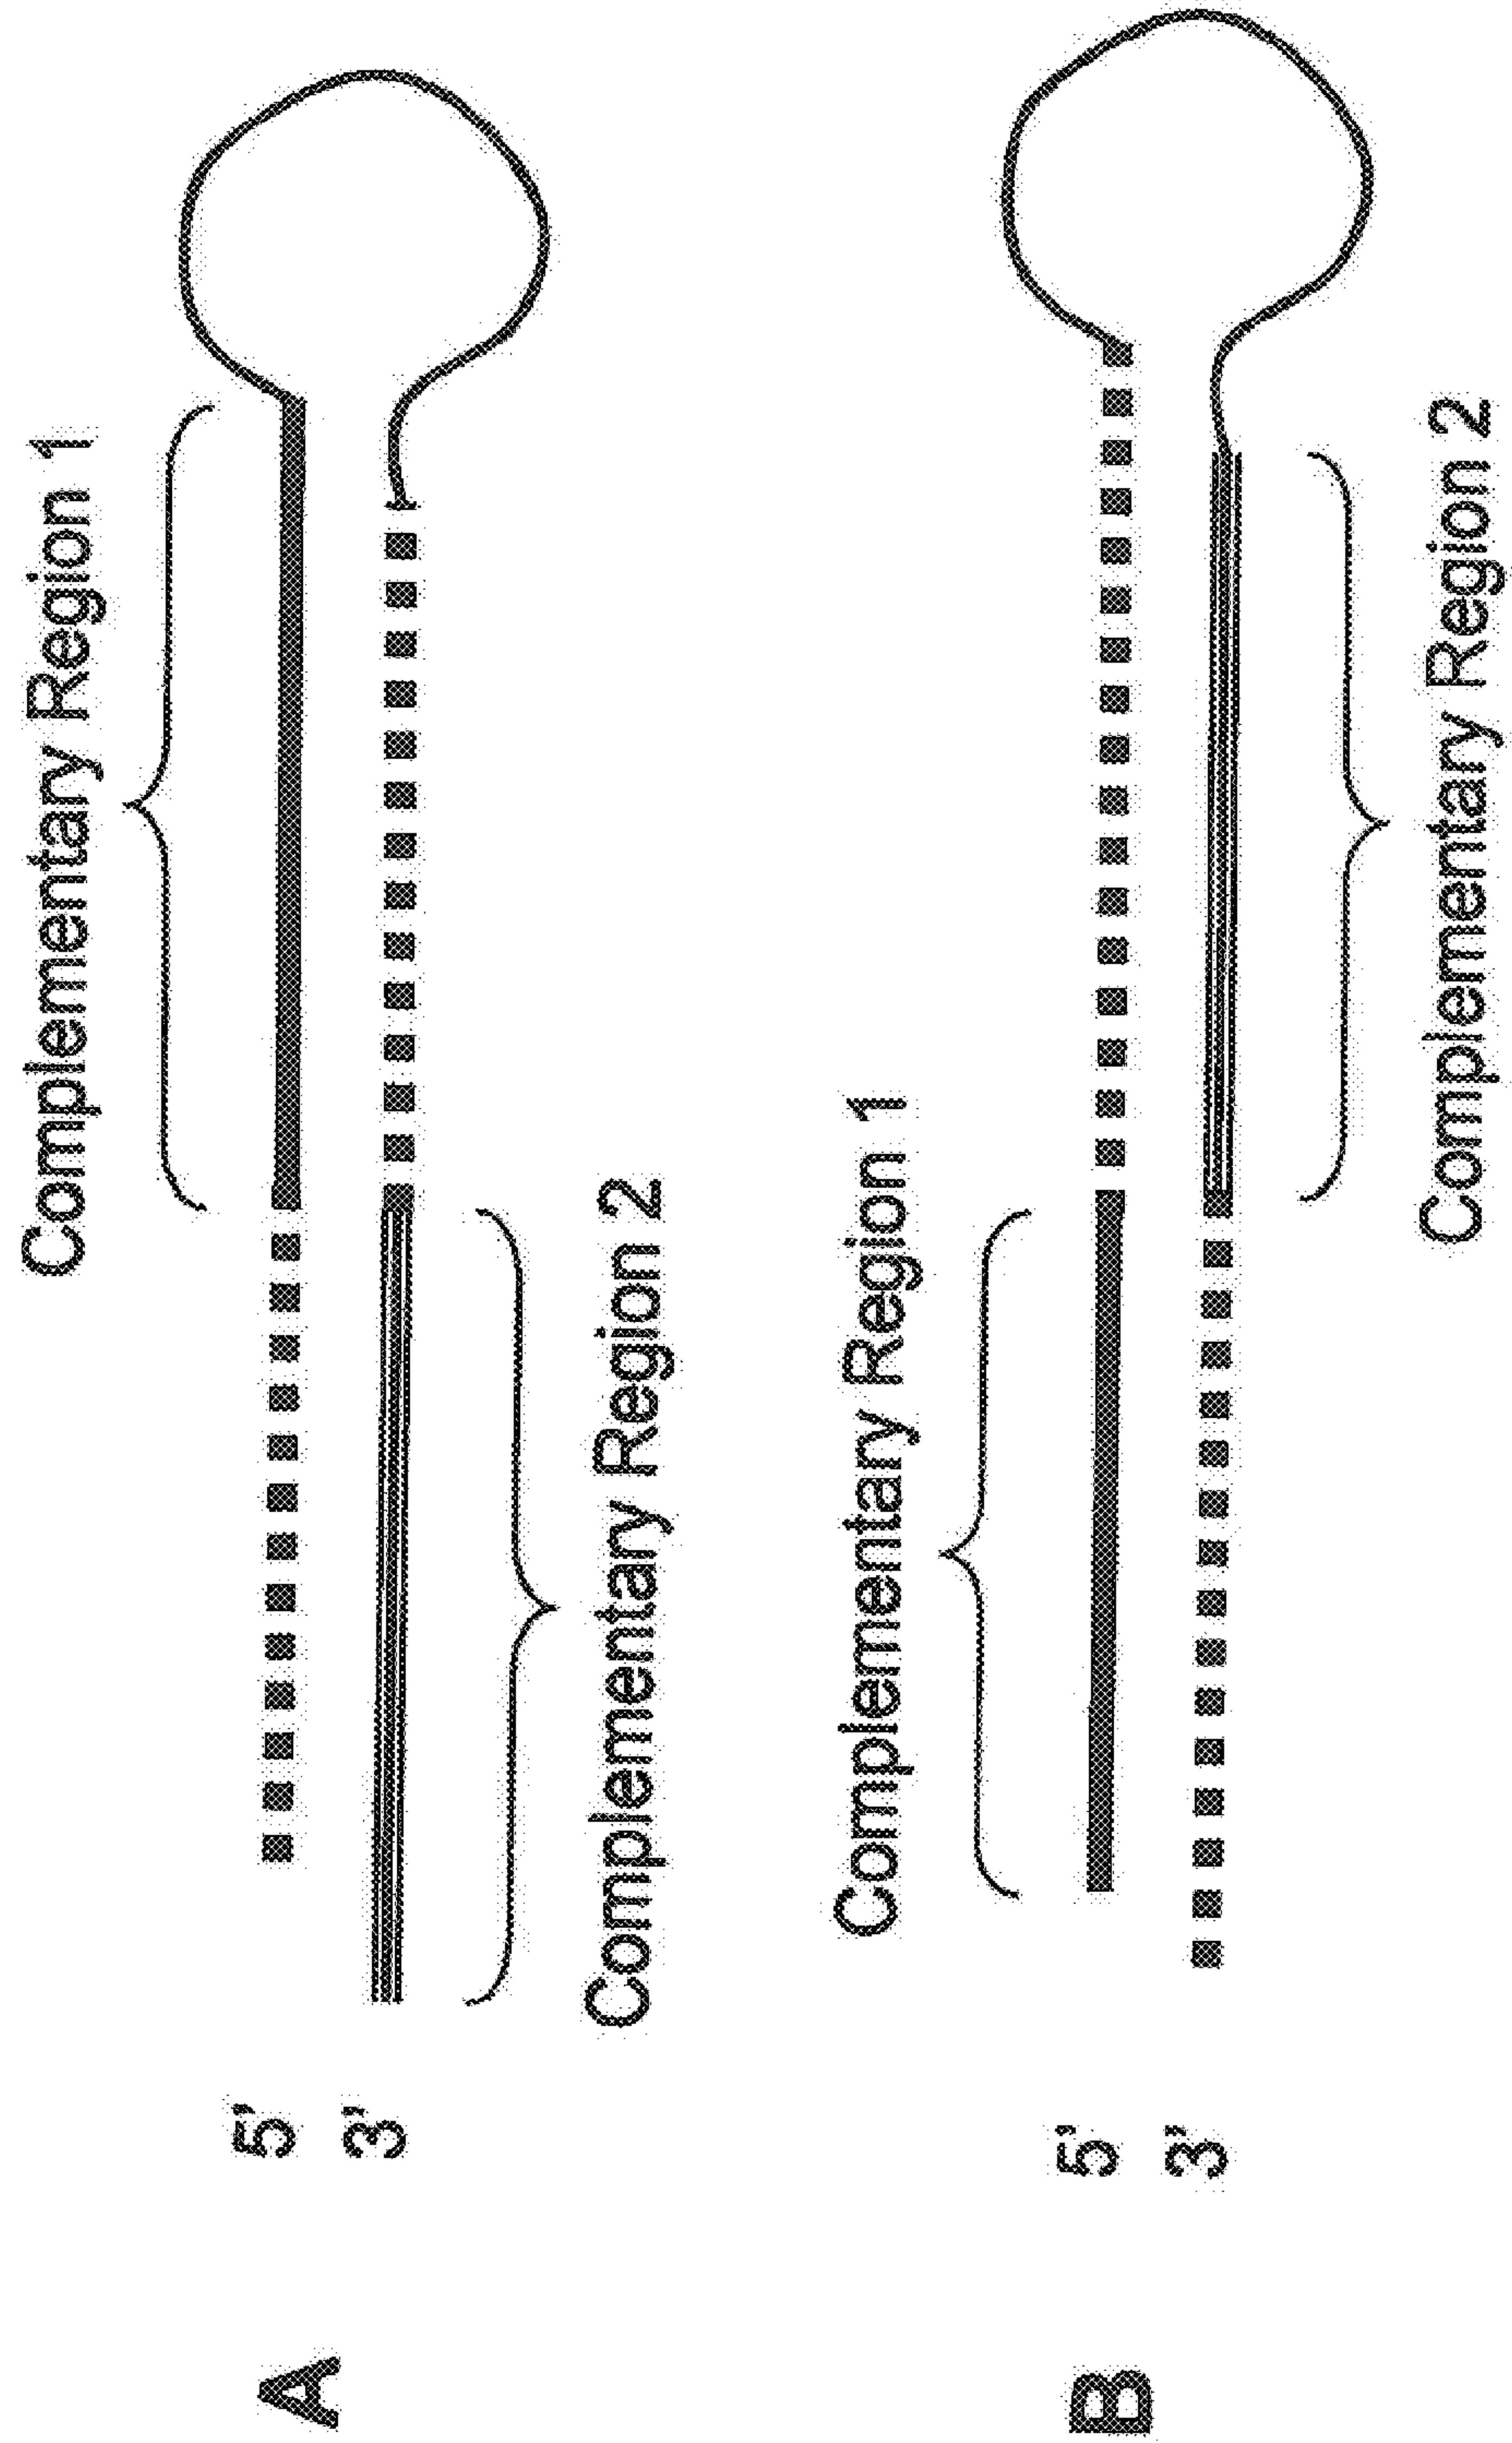 A
5'
3'
Complementary Region 1
Complementary Region 2
B
5'
3'
Complementary Region 1
Complementary Region 2